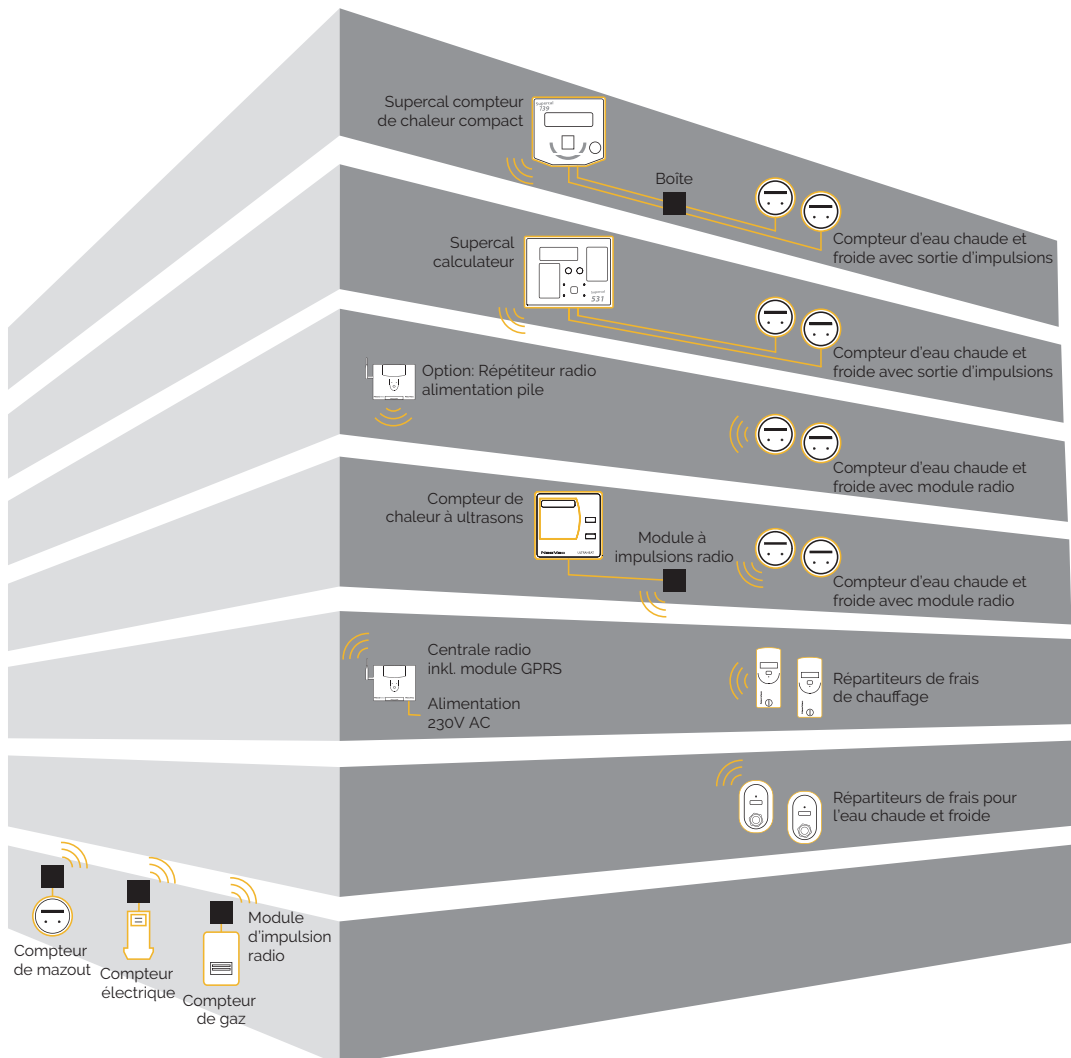 Supercal compteur
de chaleur compact
Supercal
739
Boîte
Compteur d'eau chaude et
froide avec sortie d'impulsions
Supercal
calculateur
Supercal
531
Compteur d'eau chaude et
froide avec sortie d'impulsions
Option: Répétiteur radio
alimentation pile
Compteur d'eau chaude et
froide avec module radio
Compteur de
chaleur à ultrasons
Module à
impulsions radio
Compteur d'eau chaude et
froide avec module radio
Centrale radio
inkl. module GPRS
Alimentation
230V AC
Répartiteurs de frais
de chauffage
Répartiteurs de frais pour
l'eau chaude et froide
Module
d'impulsion
radio
Compteur
de mazout
Compteur
électrique
Compteur
de gaz